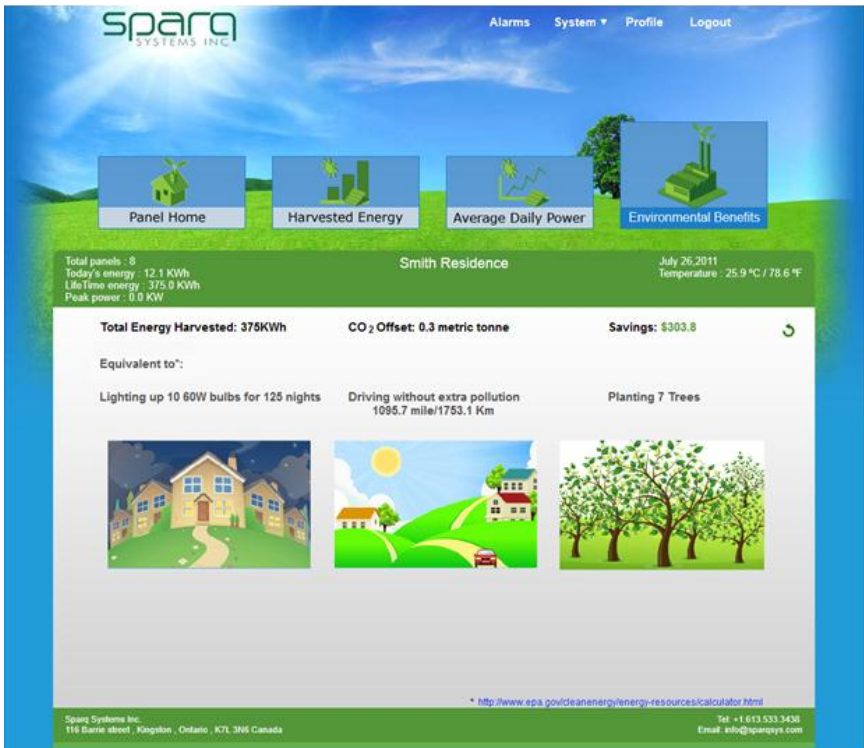 sparq
SYSTEMS INC
Alarms System ▼ Profile Logout
Panel Home
Harvested Energy
Average Daily Power
Environmental Benefits
Total panels : 8
Today's energy : 12.1 KWh
LifeTime energy : 375.0 KWh
Peak power : 0.0 KW
Smith Residence
July 26,2011
Temperature : 25.9 ºC / 78.6 ºF
Total Energy Harvested: 375KWh
CO2 Offset: 0.3 metric tonne
Savings: $303.8
Equivalent to*:
Lighting up 10 60W bulbs for 125 nights
Driving without extra pollution
1095.7 mile/1753.1 Km
Planting 7 Trees
* http://www.epa.gov/cleanenergy/energy-resources/calculator.html
Sparq Systems Inc.
116 Barrie street , Kingston , Ontario , K7L 3N6 Canada
Tel: +1.613.533.3438
Email: info@sparqsys.com